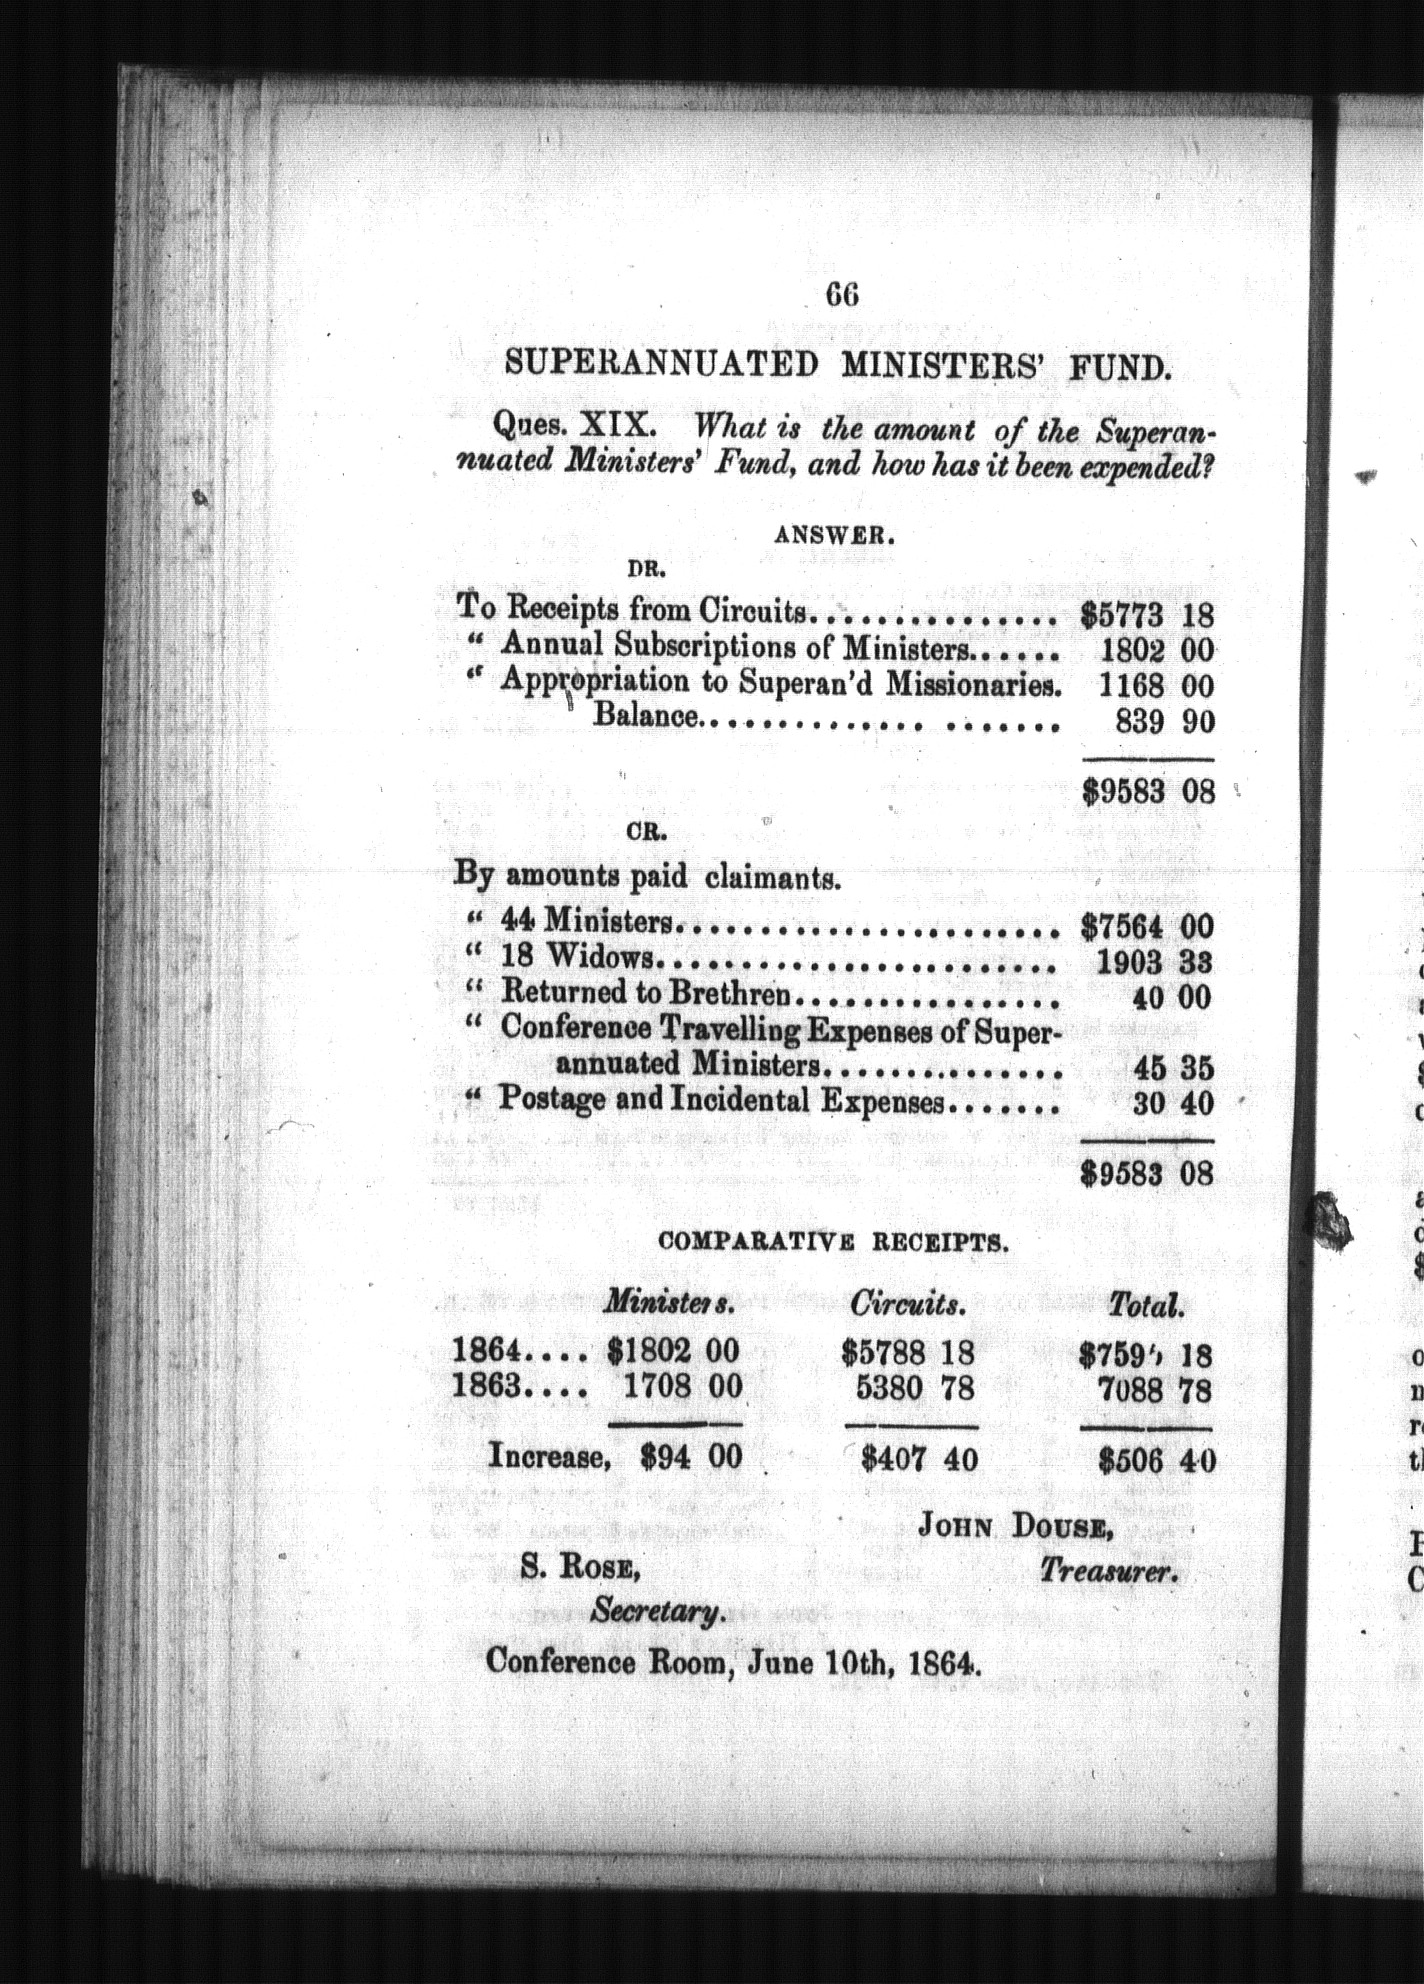 66
SUPERANNUATED MINISTERS' FUND.
Ques. XIX. What is the amount of the Superan-
nuated Ministers' Fund, and how has it been expended?
ANSWER.
DR.
To Receipts from Circuits............... $5773 18
“ Annual Subscriptions of Ministers...... 1802 00
“ Appropriation to Superan'd Missionaries. 1168 00
Balance.............. ....... 839 90
$9583 08
CR.
By amounts paid claimants.
“ 44 Ministers....................... $7564 00
“ 18 Widows........................ 1903 33
“ Returned to Brethren................ 40 00
“ Conference Travelling Expenses of Super-
annuated Ministers............... 45 35
“ Postage and Incidental Expenses....... 30 40
$9583 08
COMPARATIVE RECEIPTS.
Ministers. Circuits. Total.
1864.... $1802 00 $5788 18 18
1863.... 1708 00 5380 78 7088 78
Increase, $94 00 $407 40 $506 40
JOHN DOUSE,
Treasurer.
S. ROSE,
Secretary.
Conference Room, June 10th, 1864.